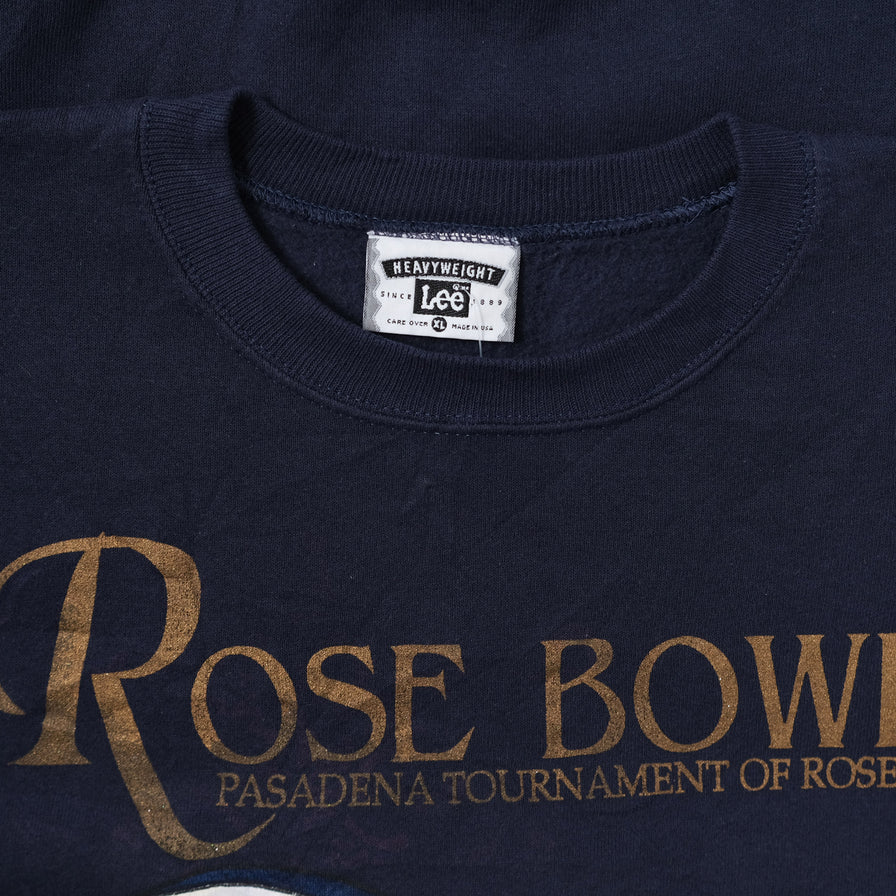 HEAVYWEIGHT
SINCE Lee 1889
CARE OVER XL MADE IN USA
ROSE BOWL
PASADENA TOURNAMENT OF ROSE